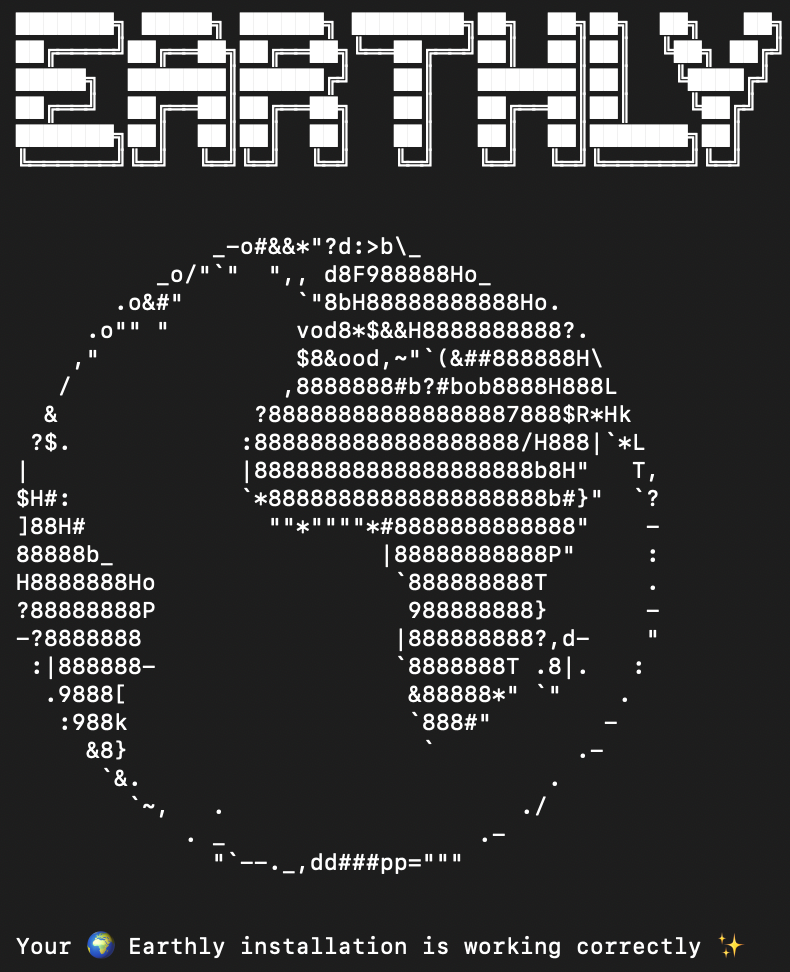 EARTHLY
_-o#&&*"?d:>b\_
_o/"`"  ",, d8F988888Ho_
.o&#"        `"8bH88888888888Ho.
.o"" "         vod8*$&&H8888888888?.
,"              $8&ood,~"`(&##888888H\
/               ,8888888#b?#bob8888H888L
&              ?8888888888888888887888$R*Hk
?$.            :8888888888888888888/H888|`*L
|               |8888888888888888888b8H"   T,
$H#:            `*88888888888888888888b#}"  `?
]88H#             ""*""""*#8888888888888"    -
88888b_                   |88888888888P"     :
H8888888Ho                 `888888888T       .
?88888888P                  988888888}       -
-?8888888                  |888888888?,d-    "
:|888888-                 `8888888T .8|.   :
.9888[                    &88888*" `"    .
:988k                    `888#"        -
&8}                     `          .-
`&.                             .
`~,   .                     ./
. _                  .-
"`--._,dd###pp="""
Your 🌍 Earthly installation is working correctly ✨